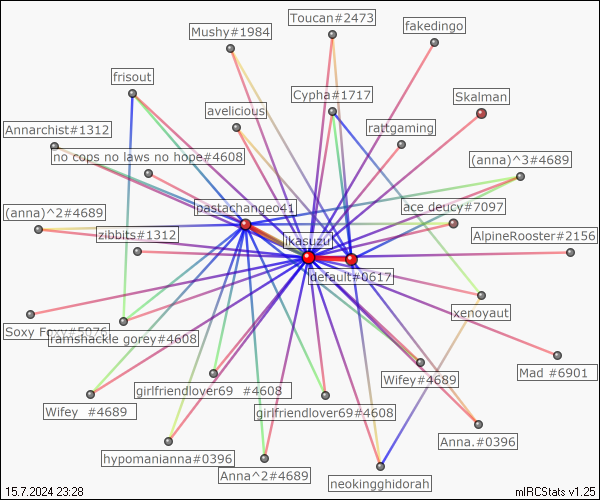 Toucan#2473
Mushy#1984
fakedingo
frisout
Cypha#1717
Skalman
avelicious
Annarchist#1312
rattgaming
no cops no laws no hope#4608
(anna)^3#4689
pastachangeo41
ace deucy#7097
(anna)^2#4689
zibbits#1312
ikasuzu
AlpineRooster#2156
default#0617
xenoyaut
Soxy Foxy#5076
ramshackle gorey#4608
Mad #6901
Wifey#4689
girlfriendlover69 #4608
Wifey #4689
girlfriendlover69#4608
Anna.#0396
hypomanianna#0396
Anna^2#4689
neokingghidorah
15.7.2024 23:28
mIRCStats v1.25